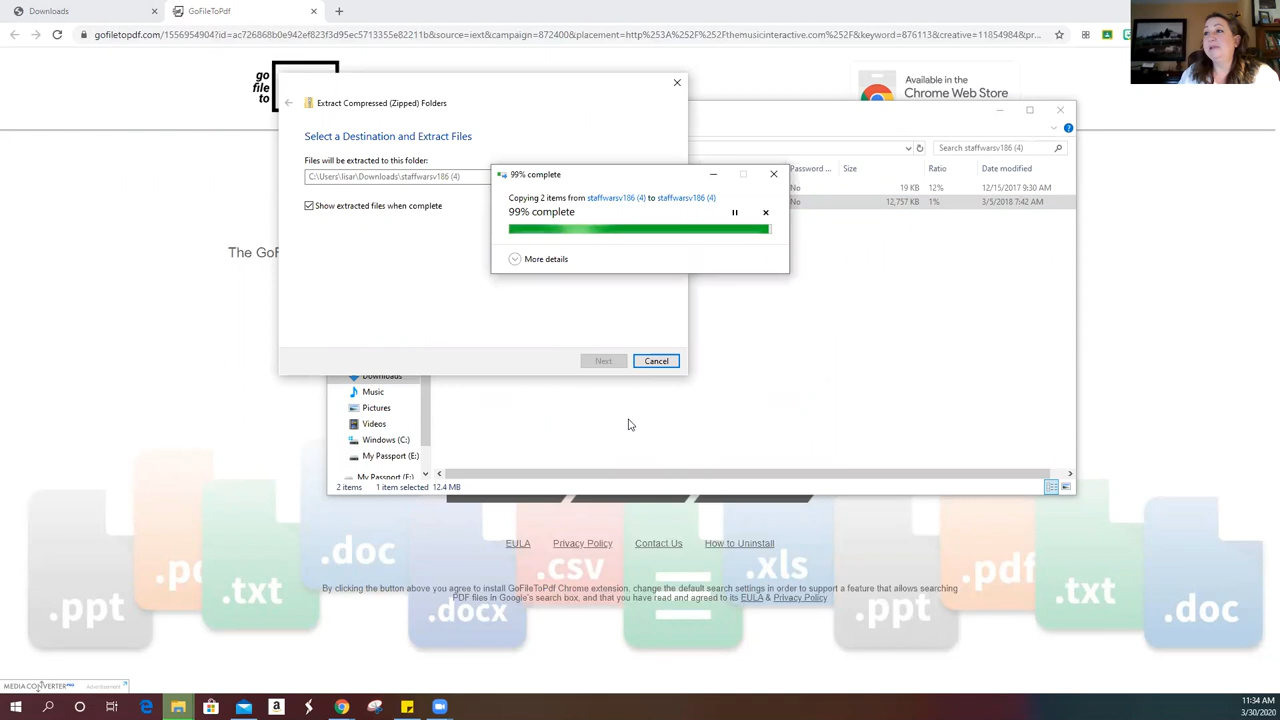 Downloads
GoFileToPdf
gofiletopdf.com/1556954904?id=ac726868b0e942ef823f3d95ec5713355e82211b&source=iext&campaign=872400&placement=http%253A%252F%252Fthemusicinteractive.com%252F&keyword=876113&creative=11854984&pr...
go
file
to
Available in the
Chrome Web Store
Extract Compressed (Zipped) Folders
Select a Destination and Extract Files
Files will be extracted to this folder:
C:\Users\lisar\Downloads\staffwarsv186 (4)
Show extracted files when complete
Next
Cancel
99% complete
Copying 2 items from staffwarsv186 (4) to staffwarsv186 (4)
99% complete
More details
Search staffwarsv186 (4)
Password ...
Size
Ratio
Date modified
No
19 KB
12%
12/15/2017 9:30 AM
No
12,757 KB
1%
3/5/2018 7:42 AM
The GoF
Downloads
Music
Pictures
Videos
Windows (C:)
My Passport (E:)
My Passport (E:)
2 items
1 item selected
12.4 MB
EULA
Privacy Policy
Contact Us
How to Uninstall
By clicking the button above you agree to install GoFileToPdf Chrome extension, change the default search settings in order to support a feature that allows searching
PDF files in Google's search box, and that you have read and agreed to its EULA & Privacy Policy
.ppt
.txt
.doc
.docx
.csv
.xls
.ppt
.pdf
.txt
.doc
MEDIA CONVERTER PRO
Advertisement
11:34 AM
3/30/2020